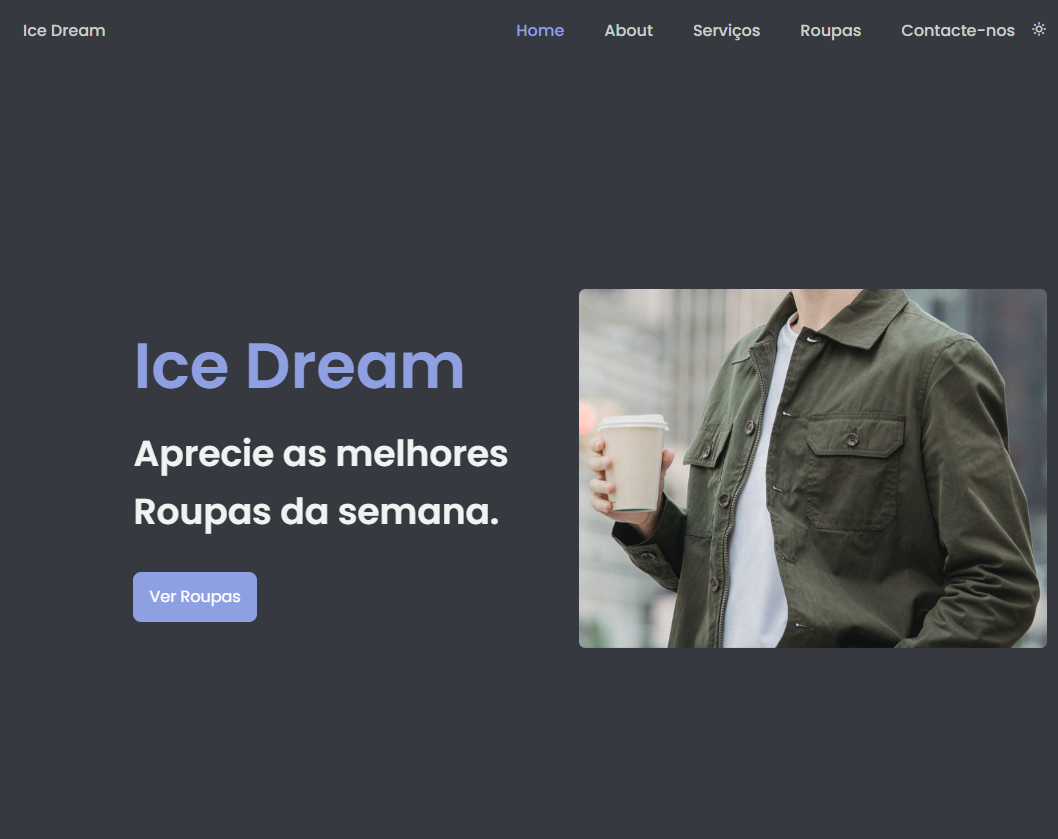 Ice Dream
Home About Serviços Roupas Contacte-nos
Ice Dream
Aprecie as melhores
Roupas da semana.
Ver Roupas